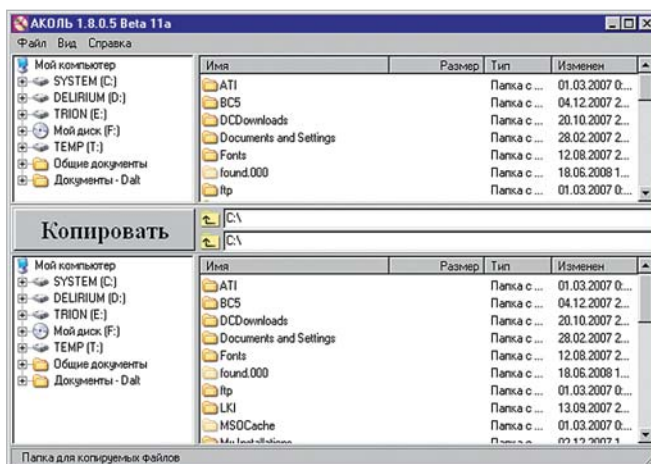 АКОЛЬ 1.8.0.5 Beta 11a
Файл Вид Справка
Мой компьютер
SYSTEM (C:)
DELIRIUM (D:)
TRION (E:)
Мой диск (F:)
TEMP (T:)
Общие документы
Документы - Dalt
Имя Размер Тип Изменен
ATI Папка с ... 01.03.2007 0:...
BC5 Папка с ... 04.12.2007 2...
DCDownloads Папка с ... 20.10.2007 2...
Documents and Settings Папка с ... 28.02.2007 2...
Fonts Папка с ... 12.08.2007 2...
found.000 Папка с ... 18.06.2008 1...
ftp Папка с ... 01.03.2007 0:...
Копировать
C:\
C:\
Мой компьютер
SYSTEM (C:)
DELIRIUM (D:)
TRION (E:)
Мой диск (F:)
TEMP (T:)
Общие документы
Документы - Dalt
Имя Размер Тип Изменен
ATI Папка с ... 01.03.2007 0:...
BC5 Папка с ... 04.12.2007 2...
DCDownloads Папка с ... 20.10.2007 2...
Documents and Settings Папка с ... 28.02.2007 2...
Fonts Папка с ... 12.08.2007 2...
found.000 Папка с ... 18.06.2008 1...
ftp Папка с ... 01.03.2007 0:...
LKI Папка с ... 13.09.2007 2...
MSOCache Папка с ... 01.03.2007 0:...
My Installations Папка с ... 02.12.2007 1...
Папка для копируемых файлов